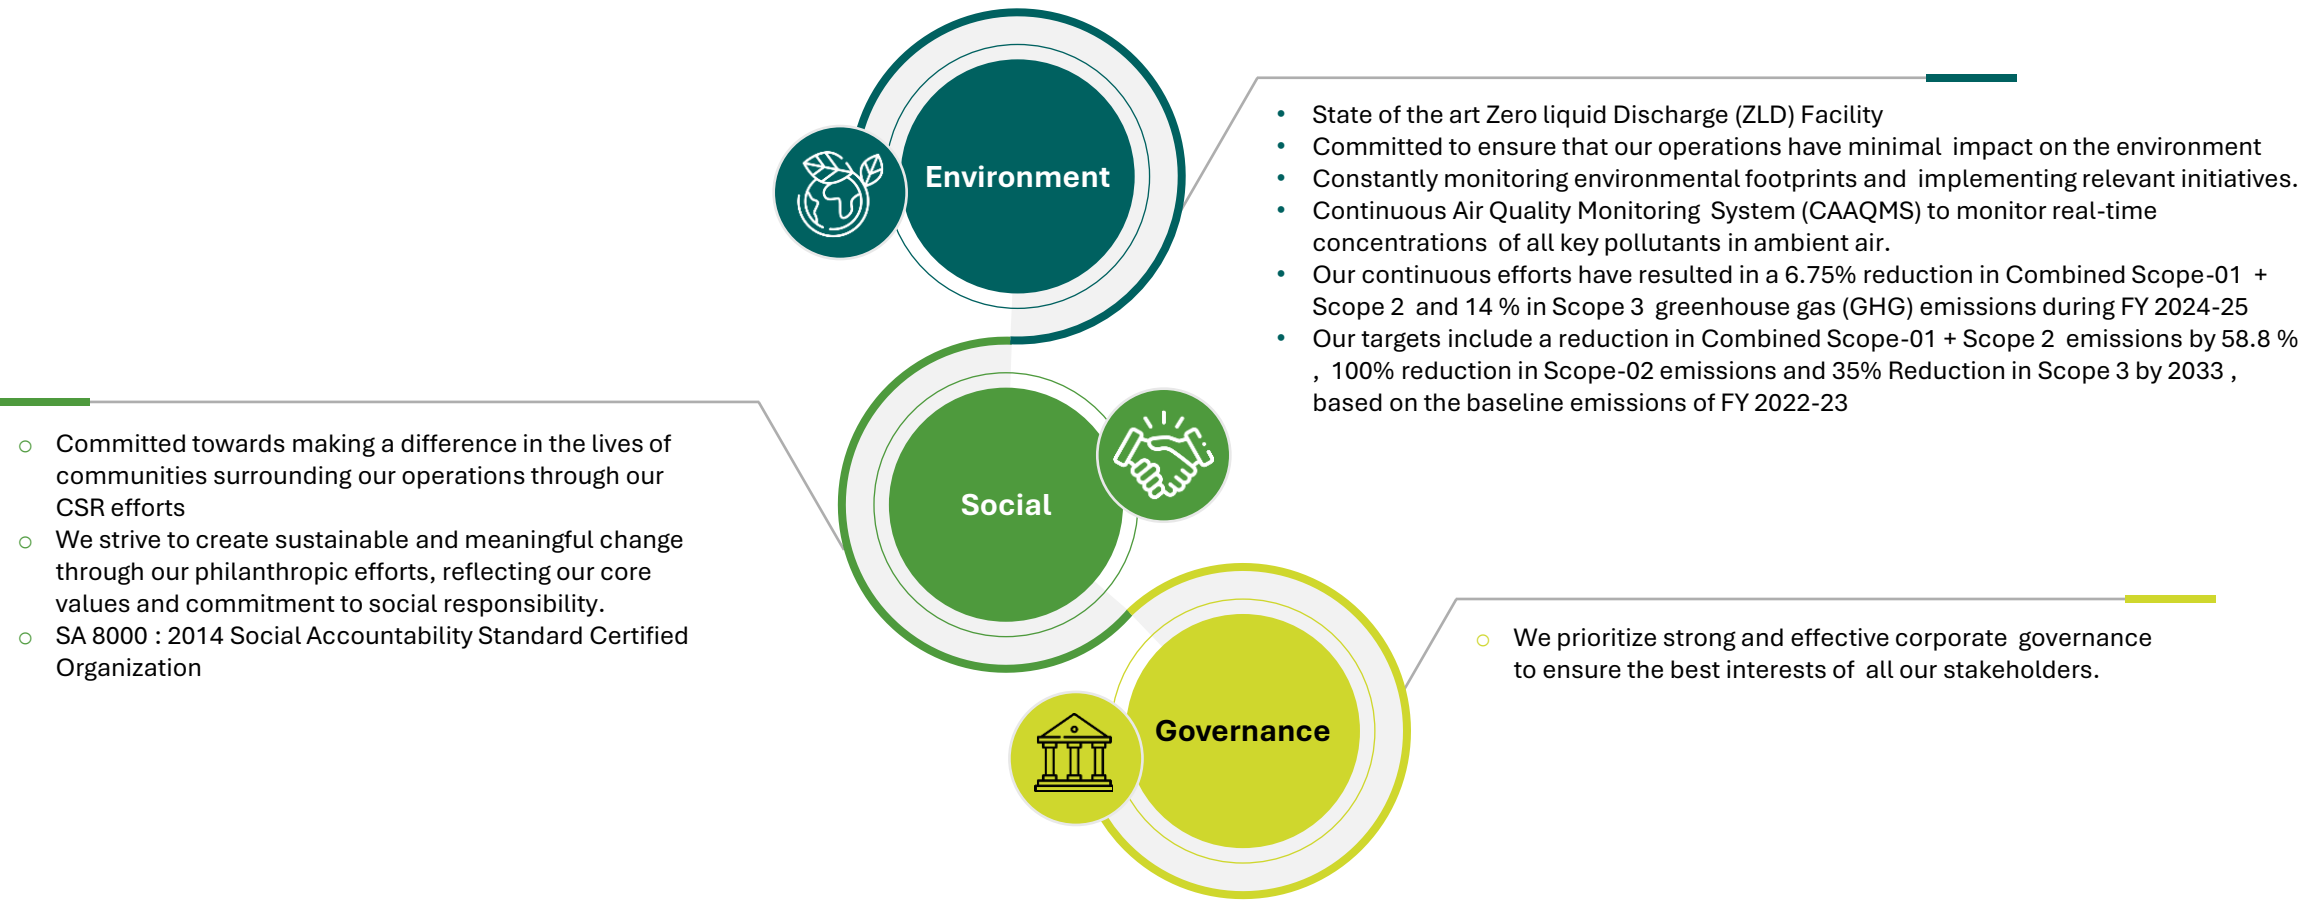 Environment
• State of the art Zero liquid Discharge (ZLD) Facility
• Committed to ensure that our operations have minimal impact on the environment
• Constantly monitoring environmental footprints and implementing relevant initiatives.
• Continuous Air Quality Monitoring System (CAAQMS) to monitor real-time
concentrations of all key pollutants in ambient air.
• Our continuous efforts have resulted in a 6.75% reduction in Combined Scope-01 +
Scope 2 and 14 % in Scope 3 greenhouse gas (GHG) emissions during FY 2024-25
• Our targets include a reduction in Combined Scope-01 + Scope 2 emissions by 58.8 %
, 100% reduction in Scope-02 emissions and 35% Reduction in Scope 3 by 2033 ,
based on the baseline emissions of FY 2022-23
Social
o Committed towards making a difference in the lives of
communities surrounding our operations through our
CSR efforts
o We strive to create sustainable and meaningful change
through our philanthropic efforts, reflecting our core
values and commitment to social responsibility.
o SA 8000 : 2014 Social Accountability Standard Certified
Organization
Governance
o We prioritize strong and effective corporate governance
to ensure the best interests of all our stakeholders.